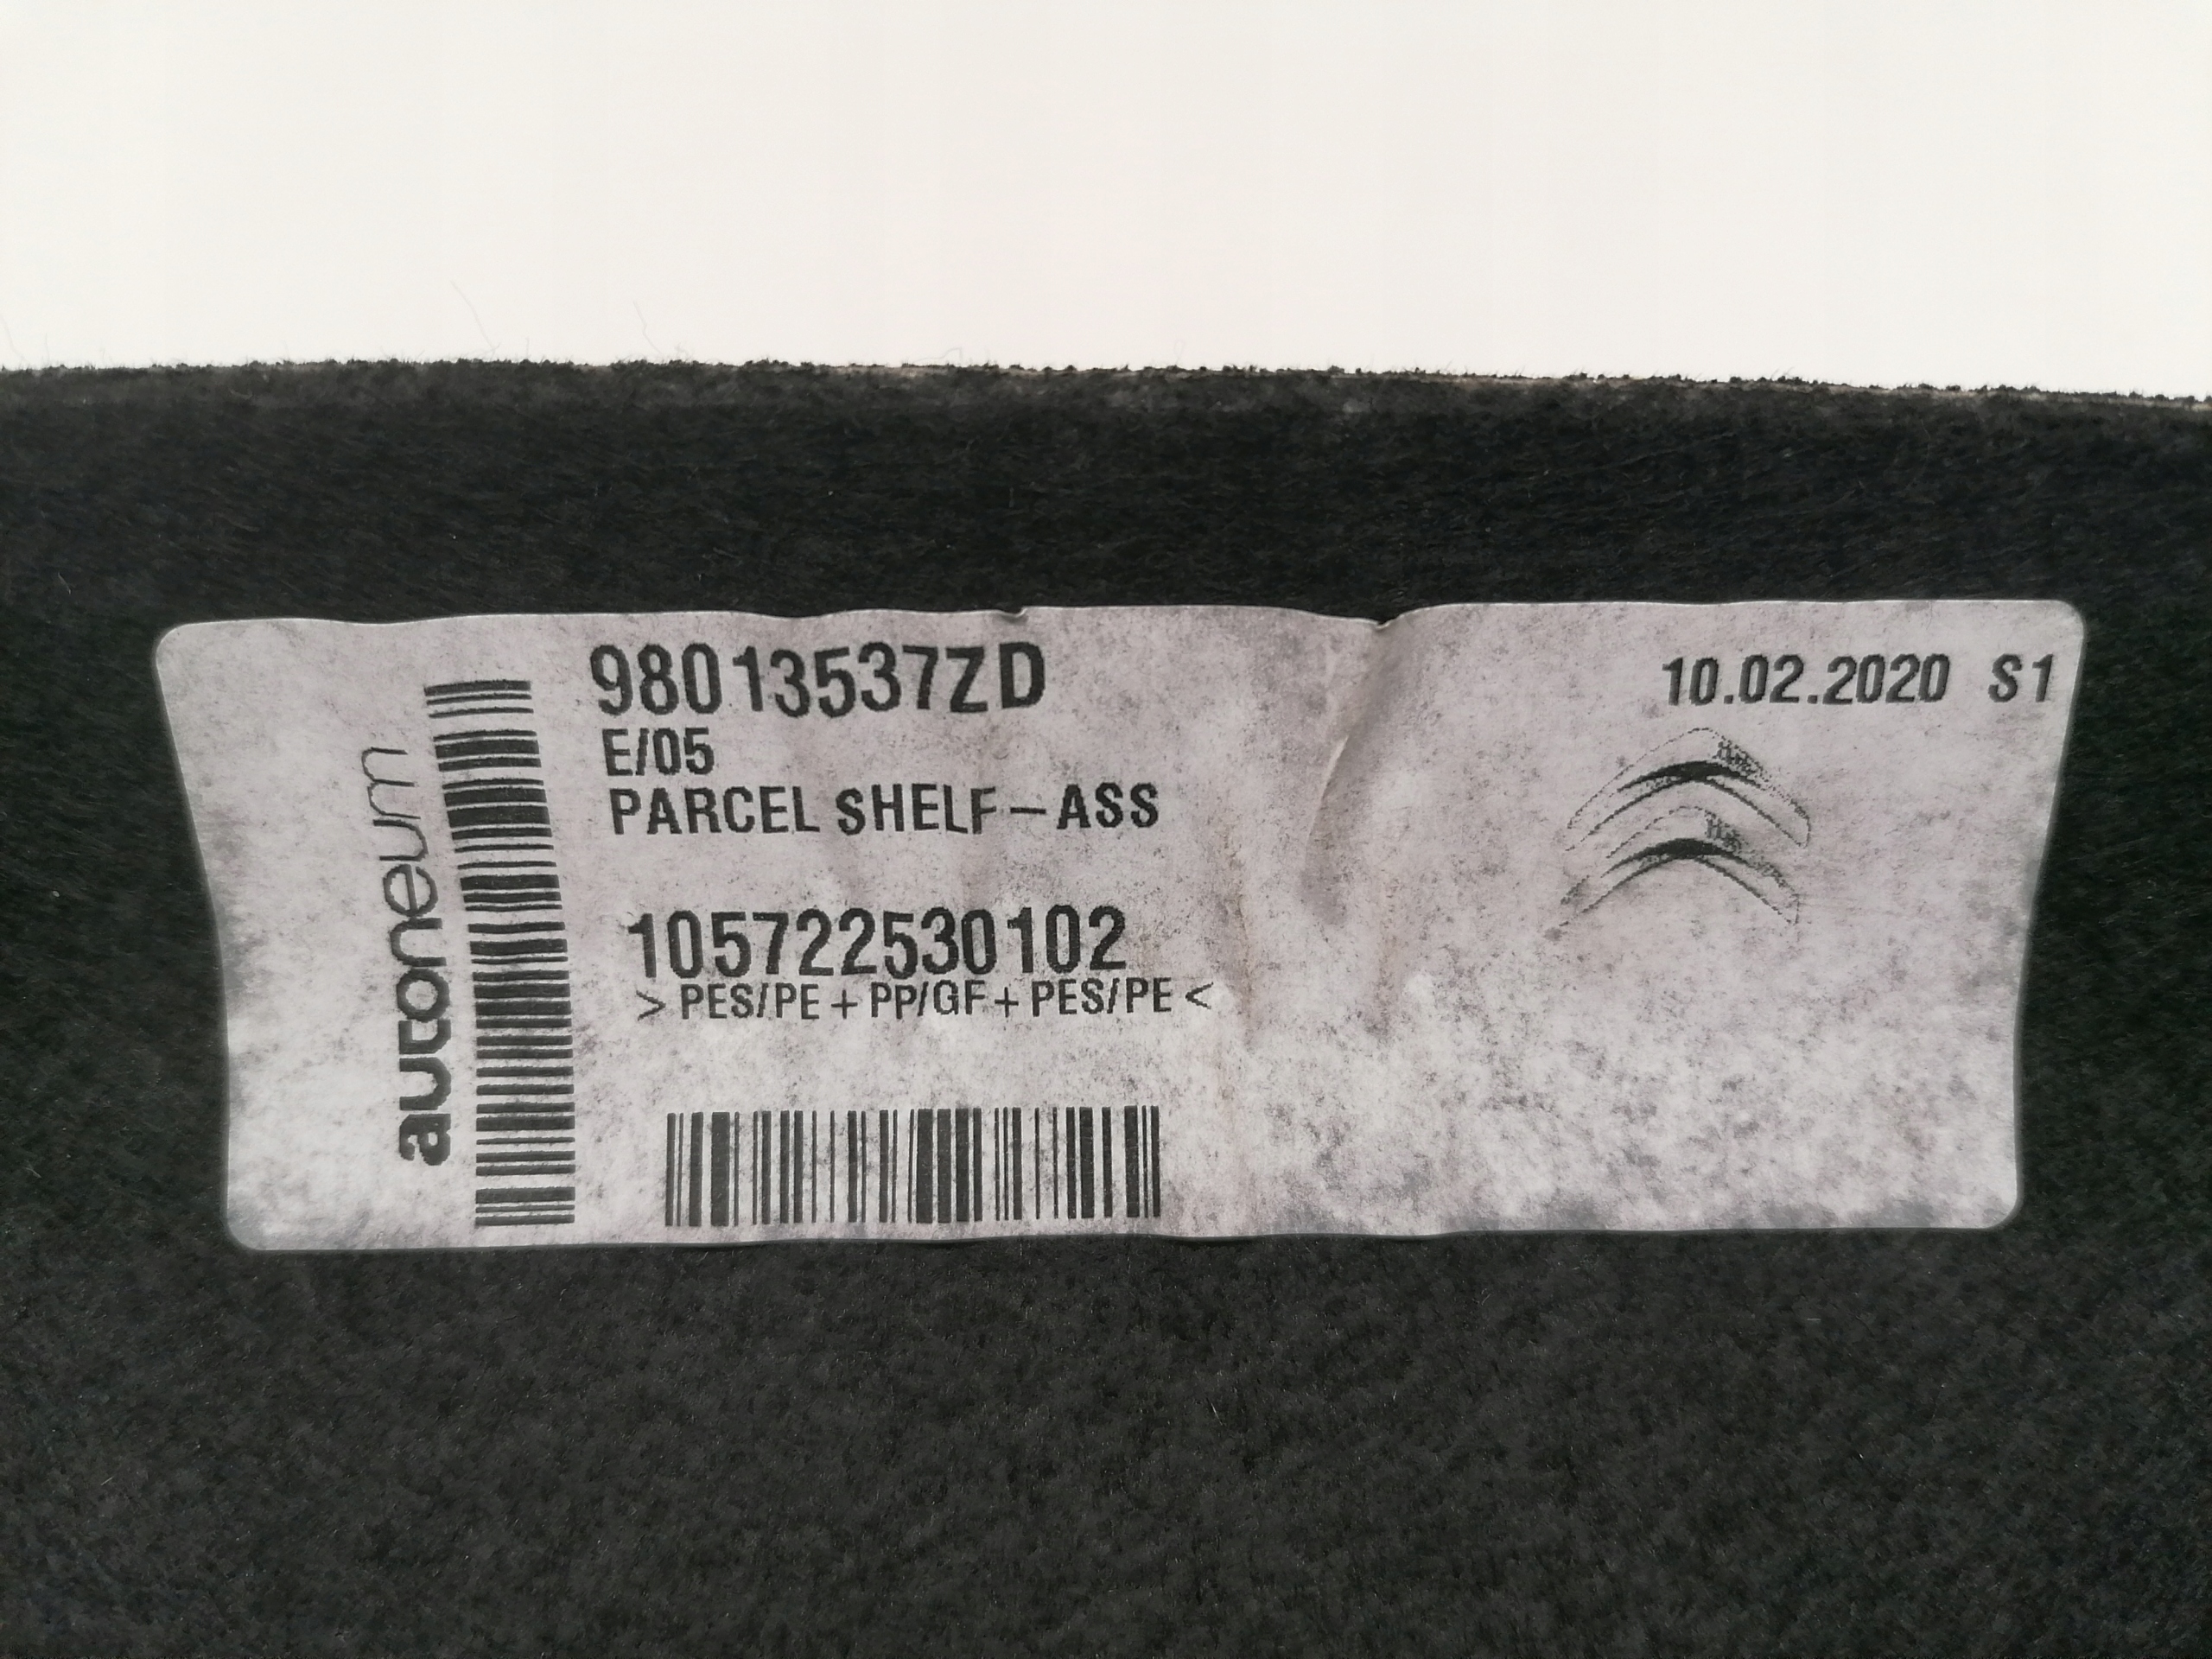 autoneum
98013537ZD
E/05
PARCEL SHELF-ASS
105722530102
> PES/PE + PP/GF + PES/PE <
10.02.2020 S1